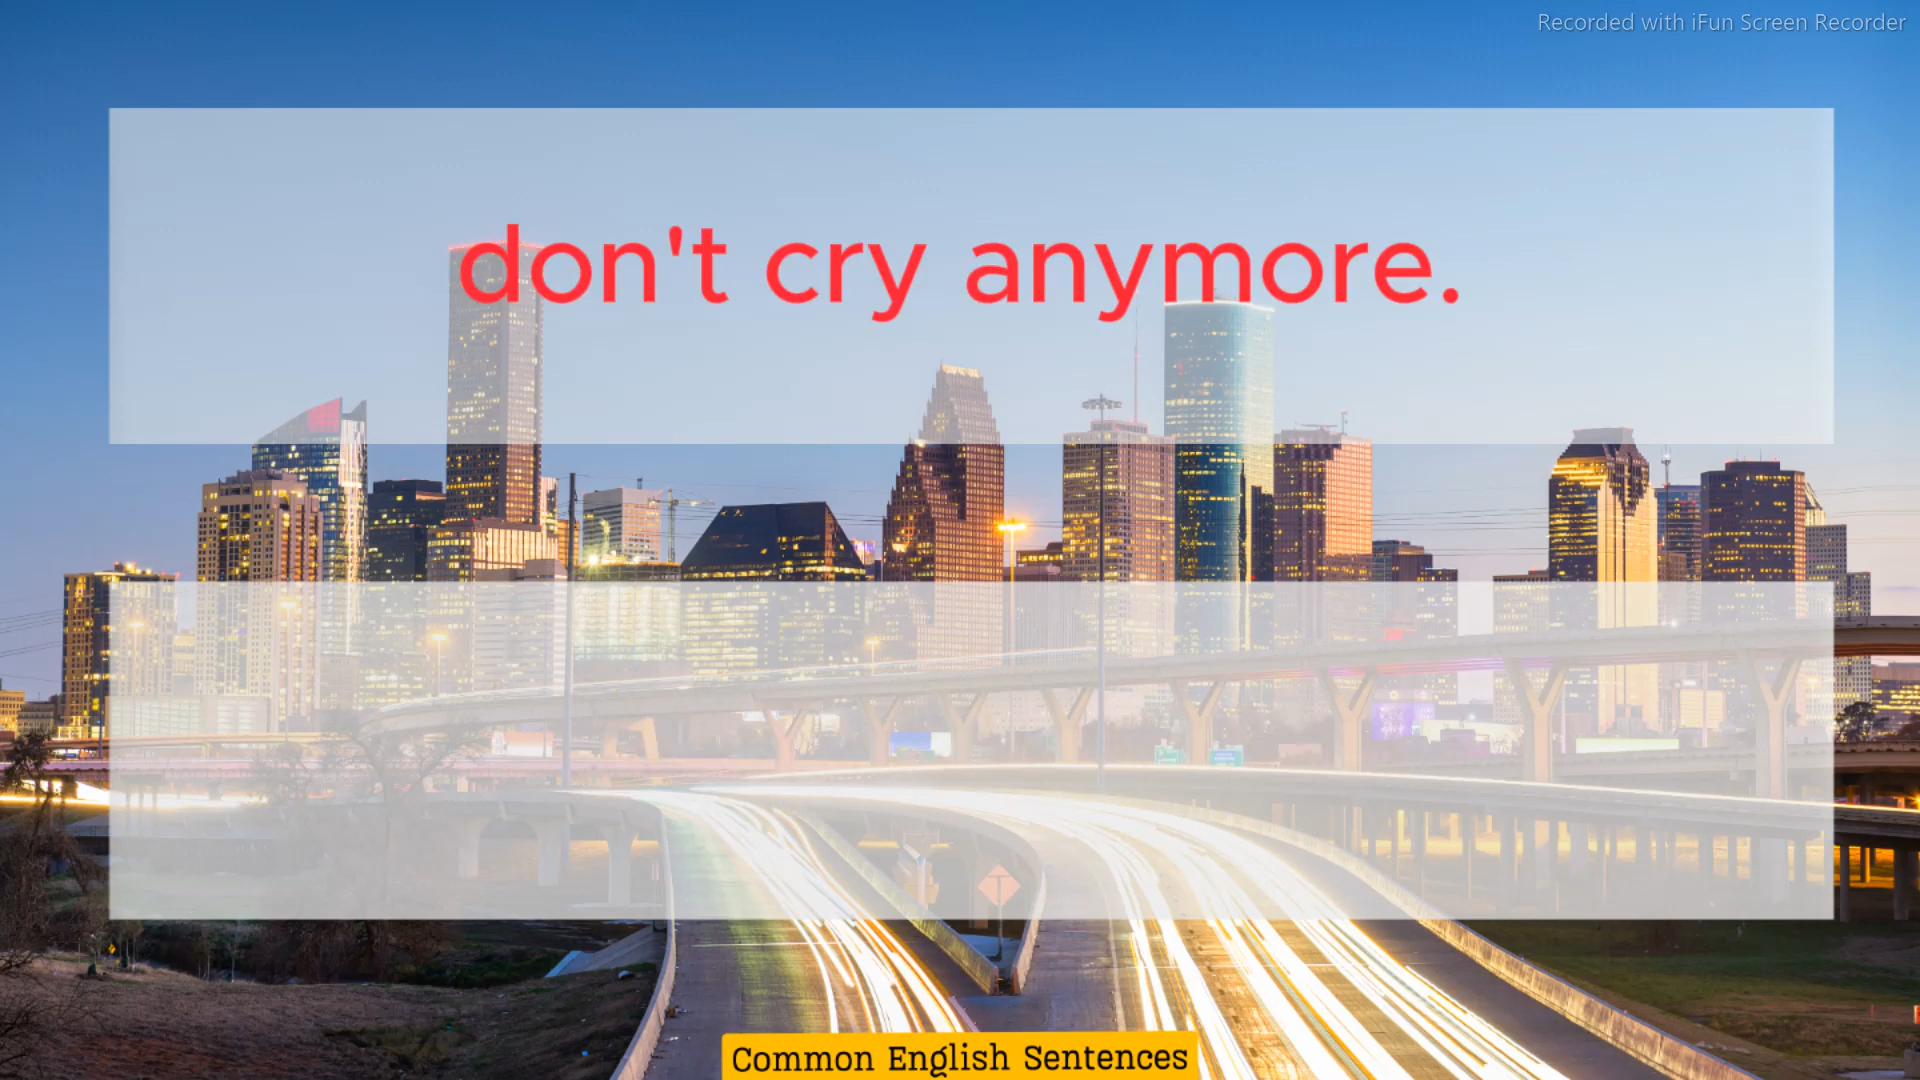 Recorded with iFun Screen Recorder
don't cry anymore.
Common English Sentences